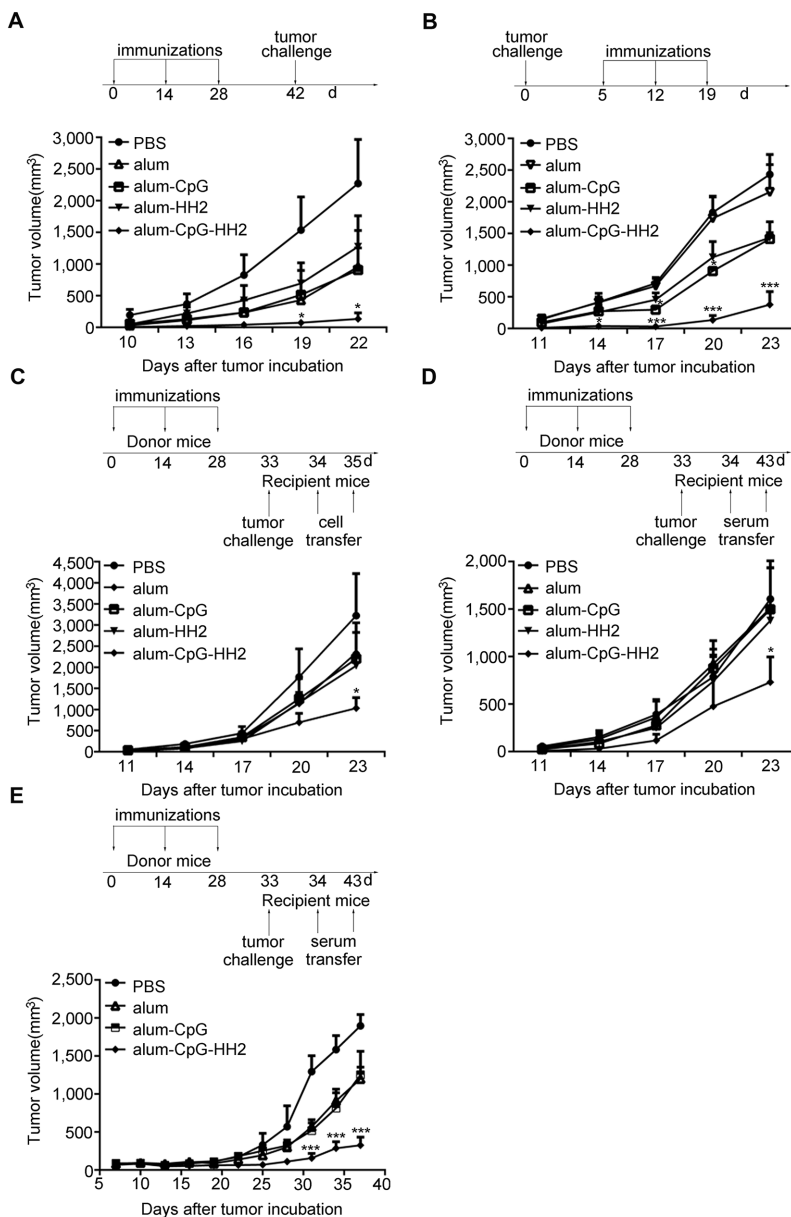 A
immunizations
tumor
challenge
0 14 28 42 d
Tumor volume(mm³)
3,000
2,500
2,000
1,500
1,000
500
0
PBS
alum
alum-CpG
alum-HH2
alum-CpG-HH2
* *
10 13 16 19 22
Days after tumor incubation
B
tumor
challenge
immunizations
0 5 12 19 d
Tumor volume(mm³)
3,000
2,500
2,000
1,500
1,000
500
0
PBS
alum
alum-CpG
alum-HH2
alum-CpG-HH2
* * *
*** *** ***
11 14 17 20 23
Days after tumor incubation
C
immunizations
Donor mice
0 14 28 33 34 35 d
Recipient mice
tumor
challenge
cell
transfer
Tumor volume(mm³)
4,500
4,000
3,500
3,000
2,500
2,000
1,500
1,000
500
0
PBS
alum
alum-CpG
alum-HH2
alum-CpG-HH2
*
11 14 17 20 23
Days after tumor incubation
D
immunizations
Donor mice
0 14 28 33 34 43 d
Recipient mice
tumor
challenge
serum
transfer
Tumor volume(mm³)
2,000
1,500
1,000
500
0
PBS
alum
alum-CpG
alum-HH2
alum-CpG-HH2
*
11 14 17 20 23
Days after tumor incubation
E
immunizations
Donor mice
0 14 28 33 34 43 d
Recipient mice
tumor
challenge
serum
transfer
Tumor volume(mm³)
2,500
2,000
1,500
1,000
500
0
PBS
alum
alum-CpG
alum-CpG-HH2
*** *** ***
5 10 15 20 25 30 35 40
Days after tumor incubation